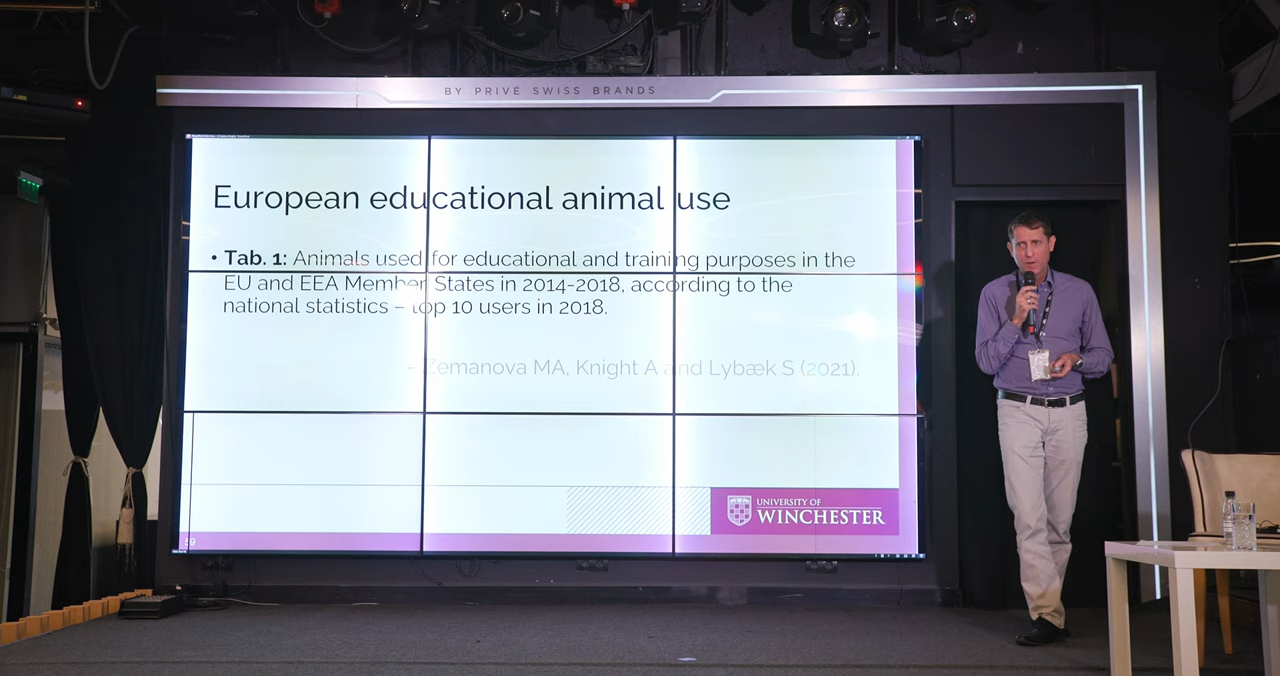 BY PRIVÉ SWISS BRANDS
European educational animal use
• Tab. 1: Animals used for educational and training purposes in the
EU and EEA Member States in 2014-2018, according to the
national statistics – top 10 users in 2018.
- Zemanova MA, Knight A and Lybæk S (2021).
UNIVERSITY OF
WINCHESTER
59